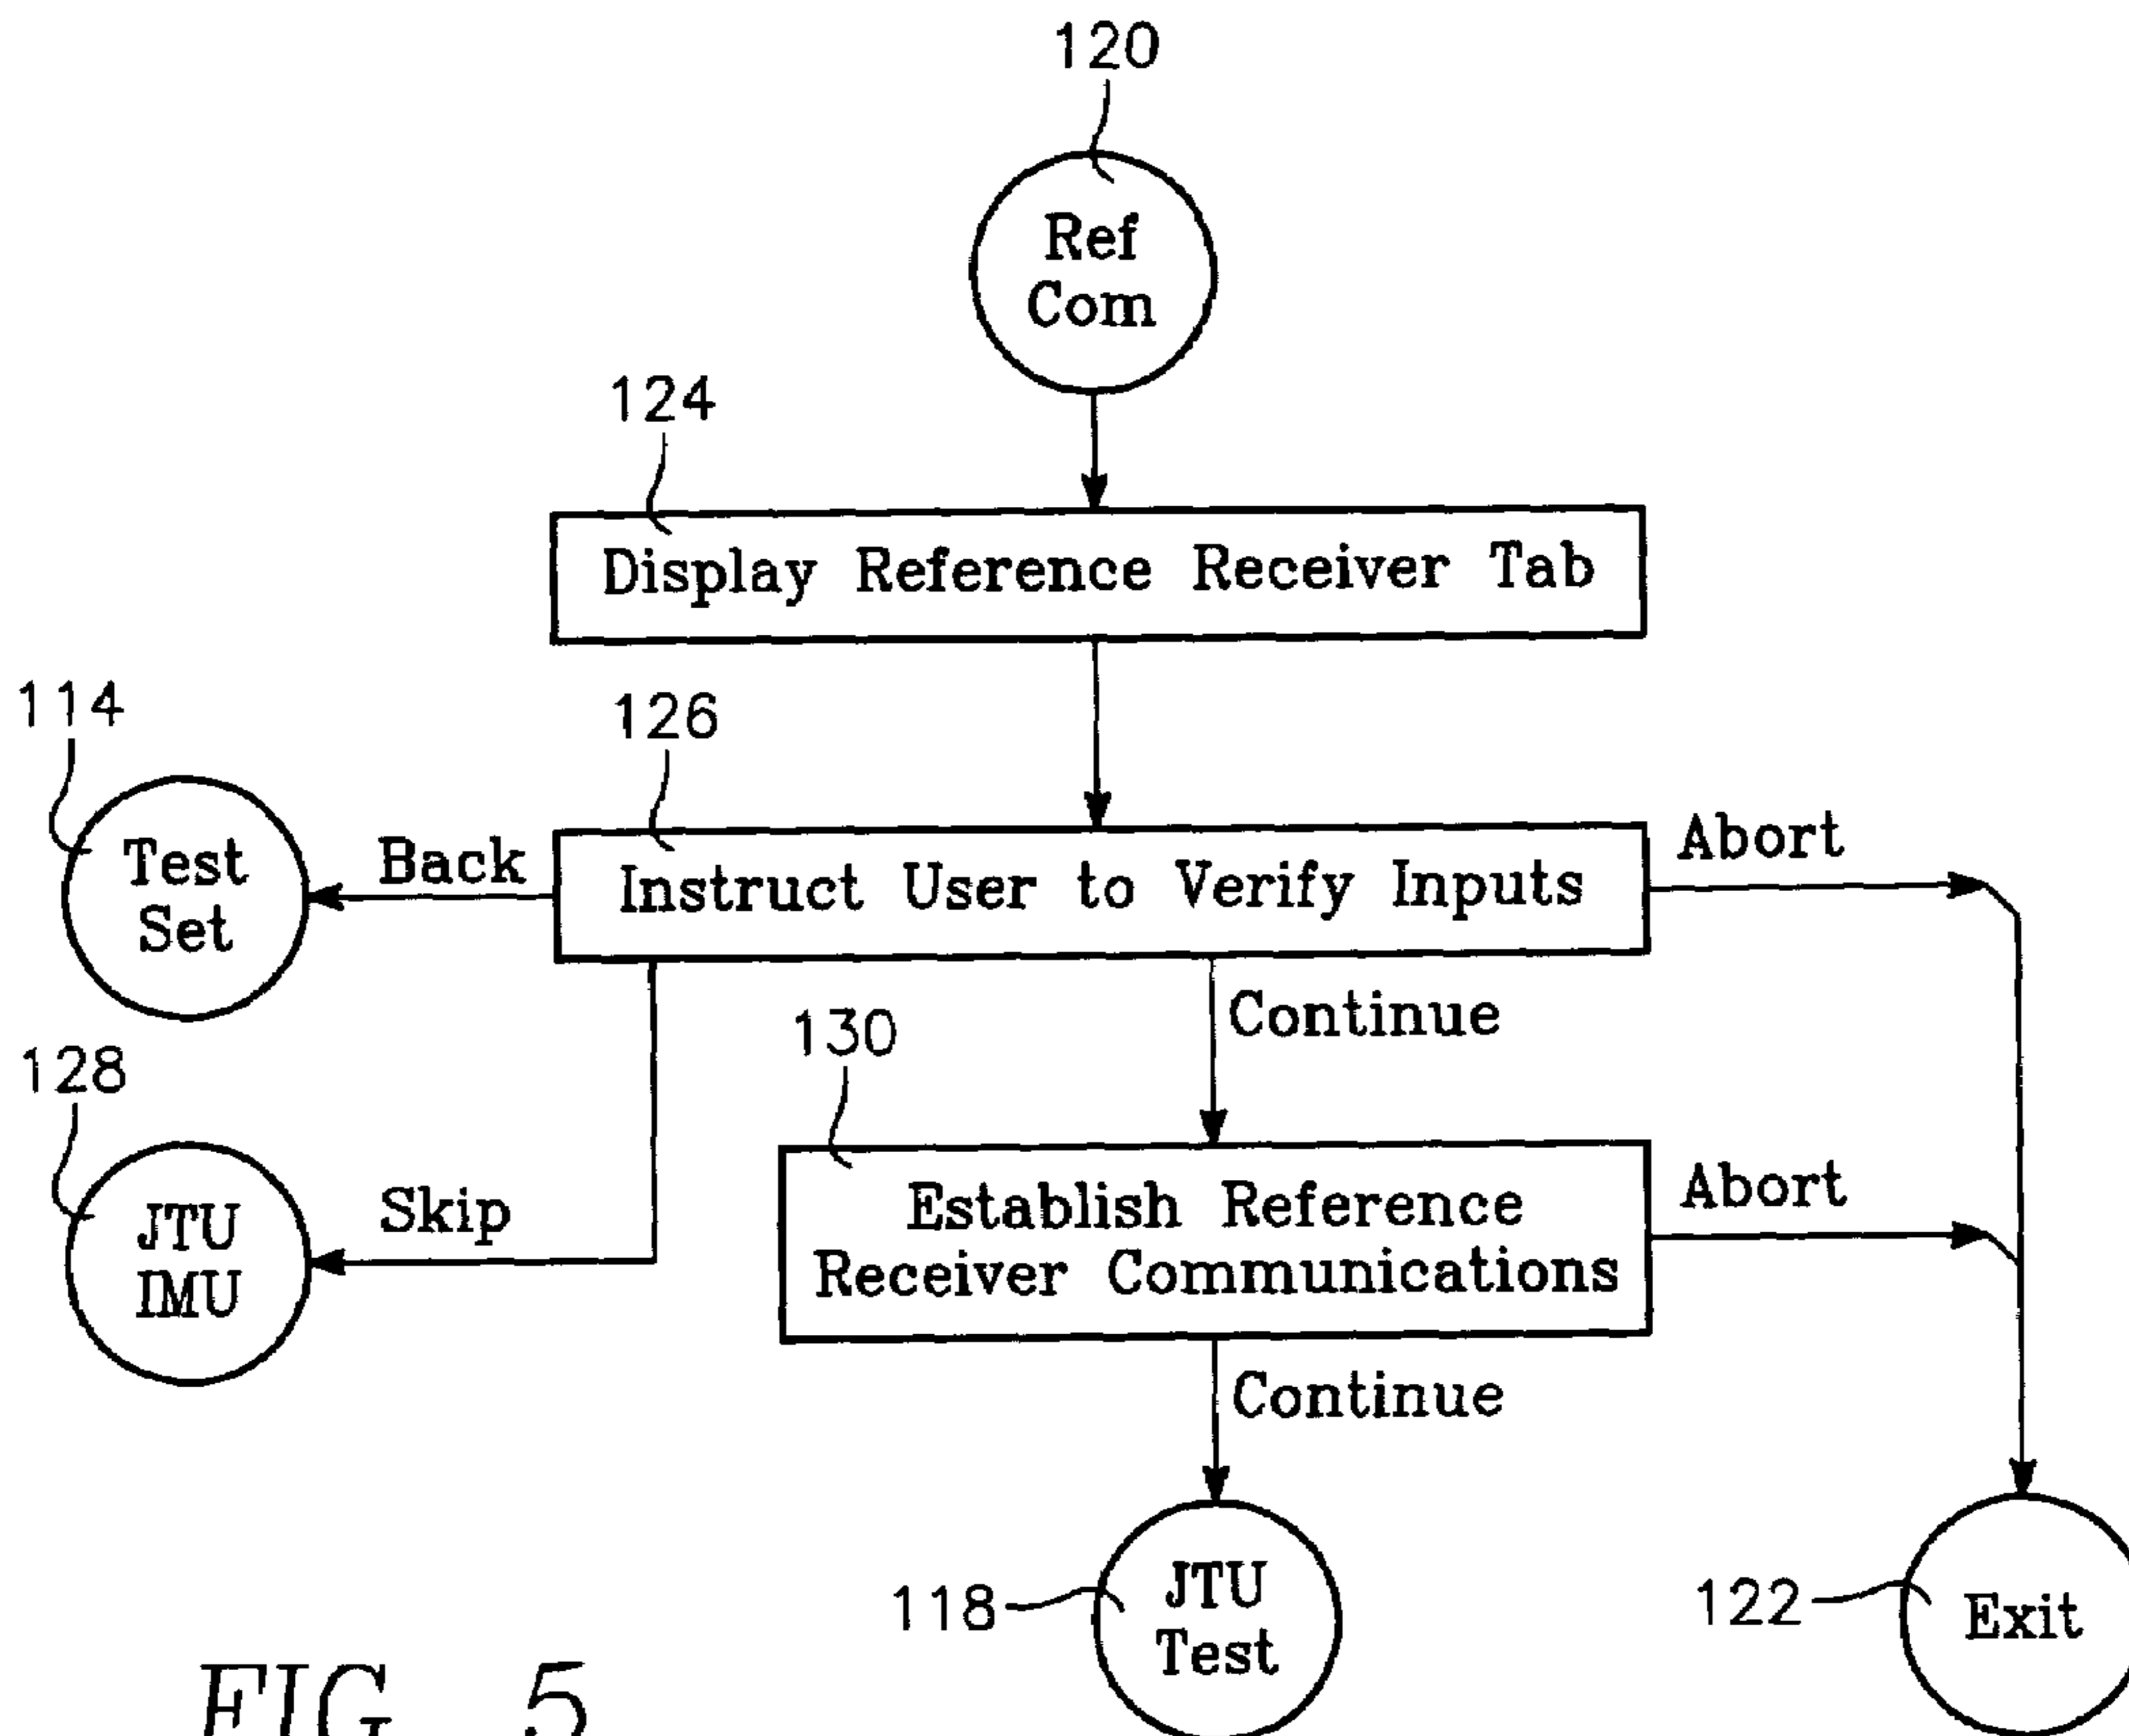 120
Ref
Com
124
Display Reference Receiver Tab
114
126
Test
Set
Back
Instruct User to Verify Inputs
Abort
Continue
128
130
JTU
IMU
Skip
Establish Reference
Receiver Communications
Abort
Continue
118
JTU
Test
122
Exit
FIG. 5